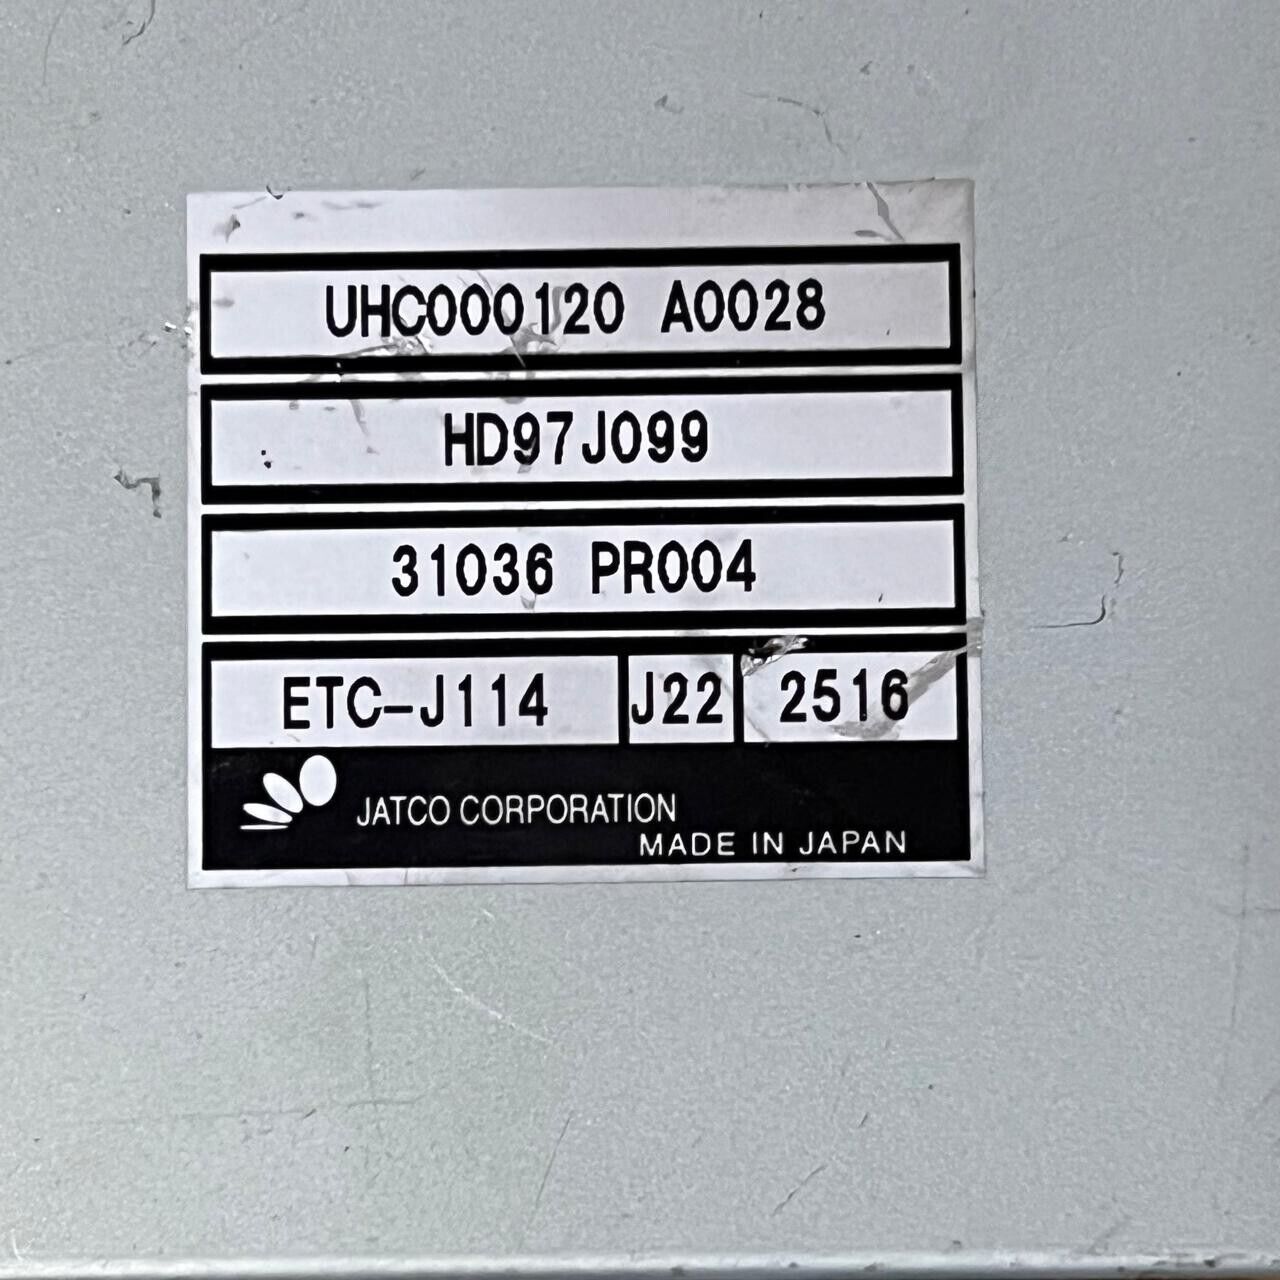 UHC000120 A0028
HD97J099
31036 PR004
ETC-J114 J22 2516
JATCO CORPORATION
MADE IN JAPAN